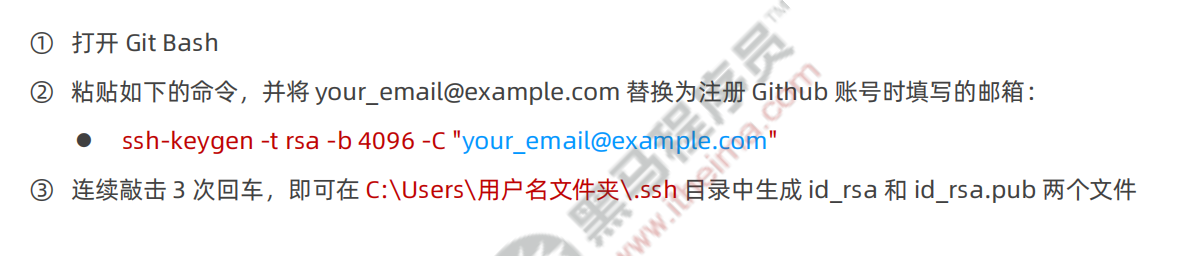 ① 打开 Git Bash
② 粘贴如下的命令，并将 your_email@example.com 替换为注册 Github 账号时填写的邮箱：
● ssh-keygen -t rsa -b 4096 -C "your_email@example.com"
③ 连续敲击 3 次回车，即可在 C:\Users\用户名文件夹\.ssh 目录中生成 id_rsa 和 id_rsa.pub 两个文件
黑马程序员™
www.itheima.com